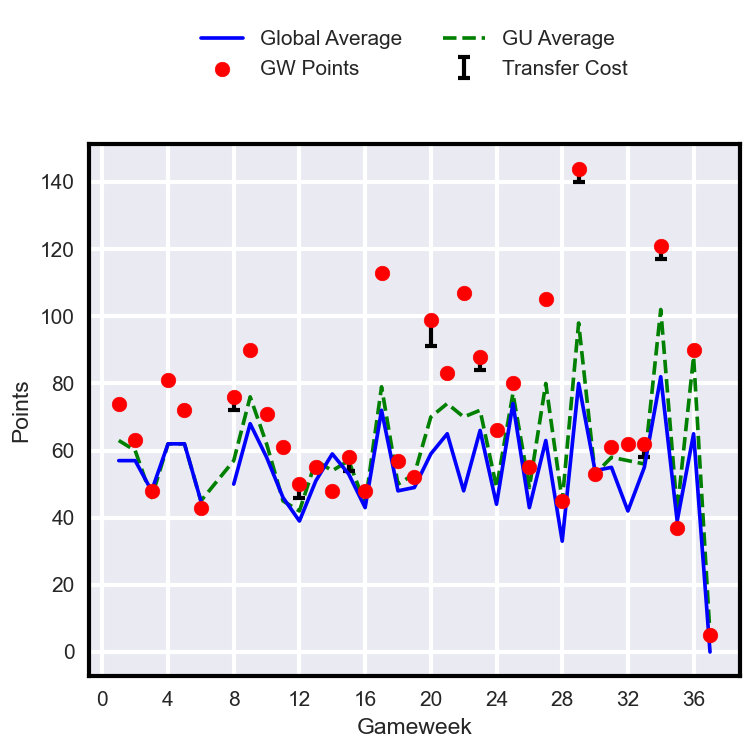 Global Average
GU Average
GW Points
Transfer Cost
140
120
100
80
60
40
20
0
Points
0 4 8 12 16 20 24 28 32 36
Gameweek